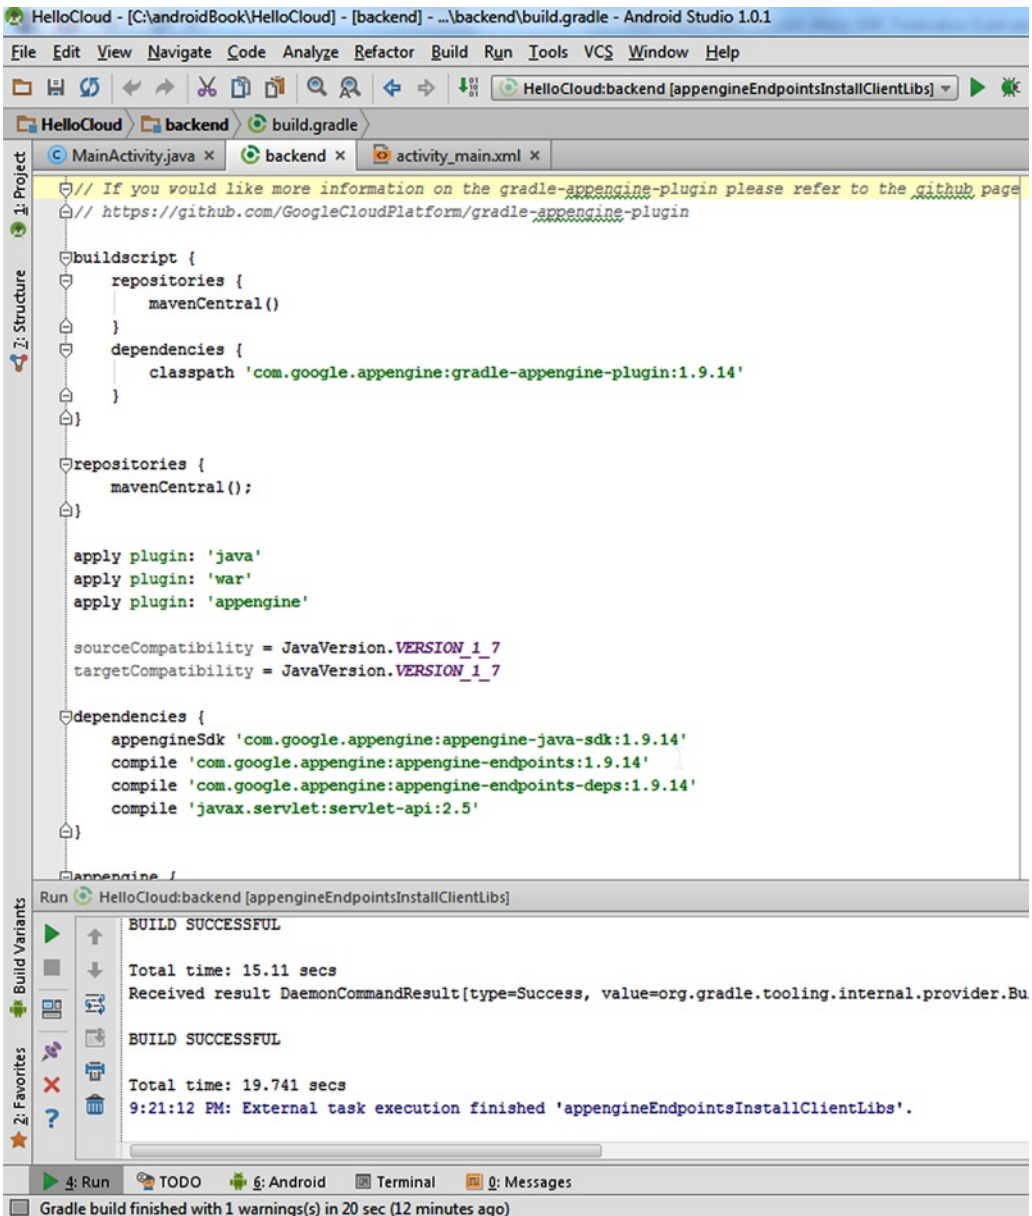 HelloCloud - [C:\androidBook\HelloCloud] - [backend] - ...\backend\build.gradle - Android Studio 1.0.1
File Edit View Navigate Code Analyze Refactor Build Run Tools VCS Window Help
HelloCloud:backend [appengineEndpointsInstallClientLibs]
HelloCloud backend build.gradle
MainActivity.java backend activity_main.xml
1: Project
7: Structure
// If you would like more information on the gradle-appengine-plugin please refer to the github page
// https://github.com/GoogleCloudPlatform/gradle-appengine-plugin
buildscript {
    repositories {
        mavenCentral()
    }
    dependencies {
        classpath 'com.google.appengine:gradle-appengine-plugin:1.9.14'
    }
}
repositories {
    mavenCentral();
}
apply plugin: 'java'
apply plugin: 'war'
apply plugin: 'appengine'
sourceCompatibility = JavaVersion.VERSION_1_7
targetCompatibility = JavaVersion.VERSION_1_7
dependencies {
    appengineSdk 'com.google.appengine:appengine-java-sdk:1.9.14'
    compile 'com.google.appengine:appengine-endpoints:1.9.14'
    compile 'com.google.appengine:appengine-endpoints-deps:1.9.14'
    compile 'javax.servlet:servlet-api:2.5'
}
appengine {
Run HelloCloud:backend [appengineEndpointsInstallClientLibs]
Build Variants
2: Favorites
BUILD SUCCESSFUL
Total time: 15.11 secs
Received result DaemonCommandResult[type=Success, value=org.gradle.tooling.internal.provider.Bu
BUILD SUCCESSFUL
Total time: 19.741 secs
9:21:12 PM: External task execution finished 'appengineEndpointsInstallClientLibs'.
4: Run TODO 6: Android Terminal 0: Messages
Gradle build finished with 1 warnings(s) in 20 sec (12 minutes ago)